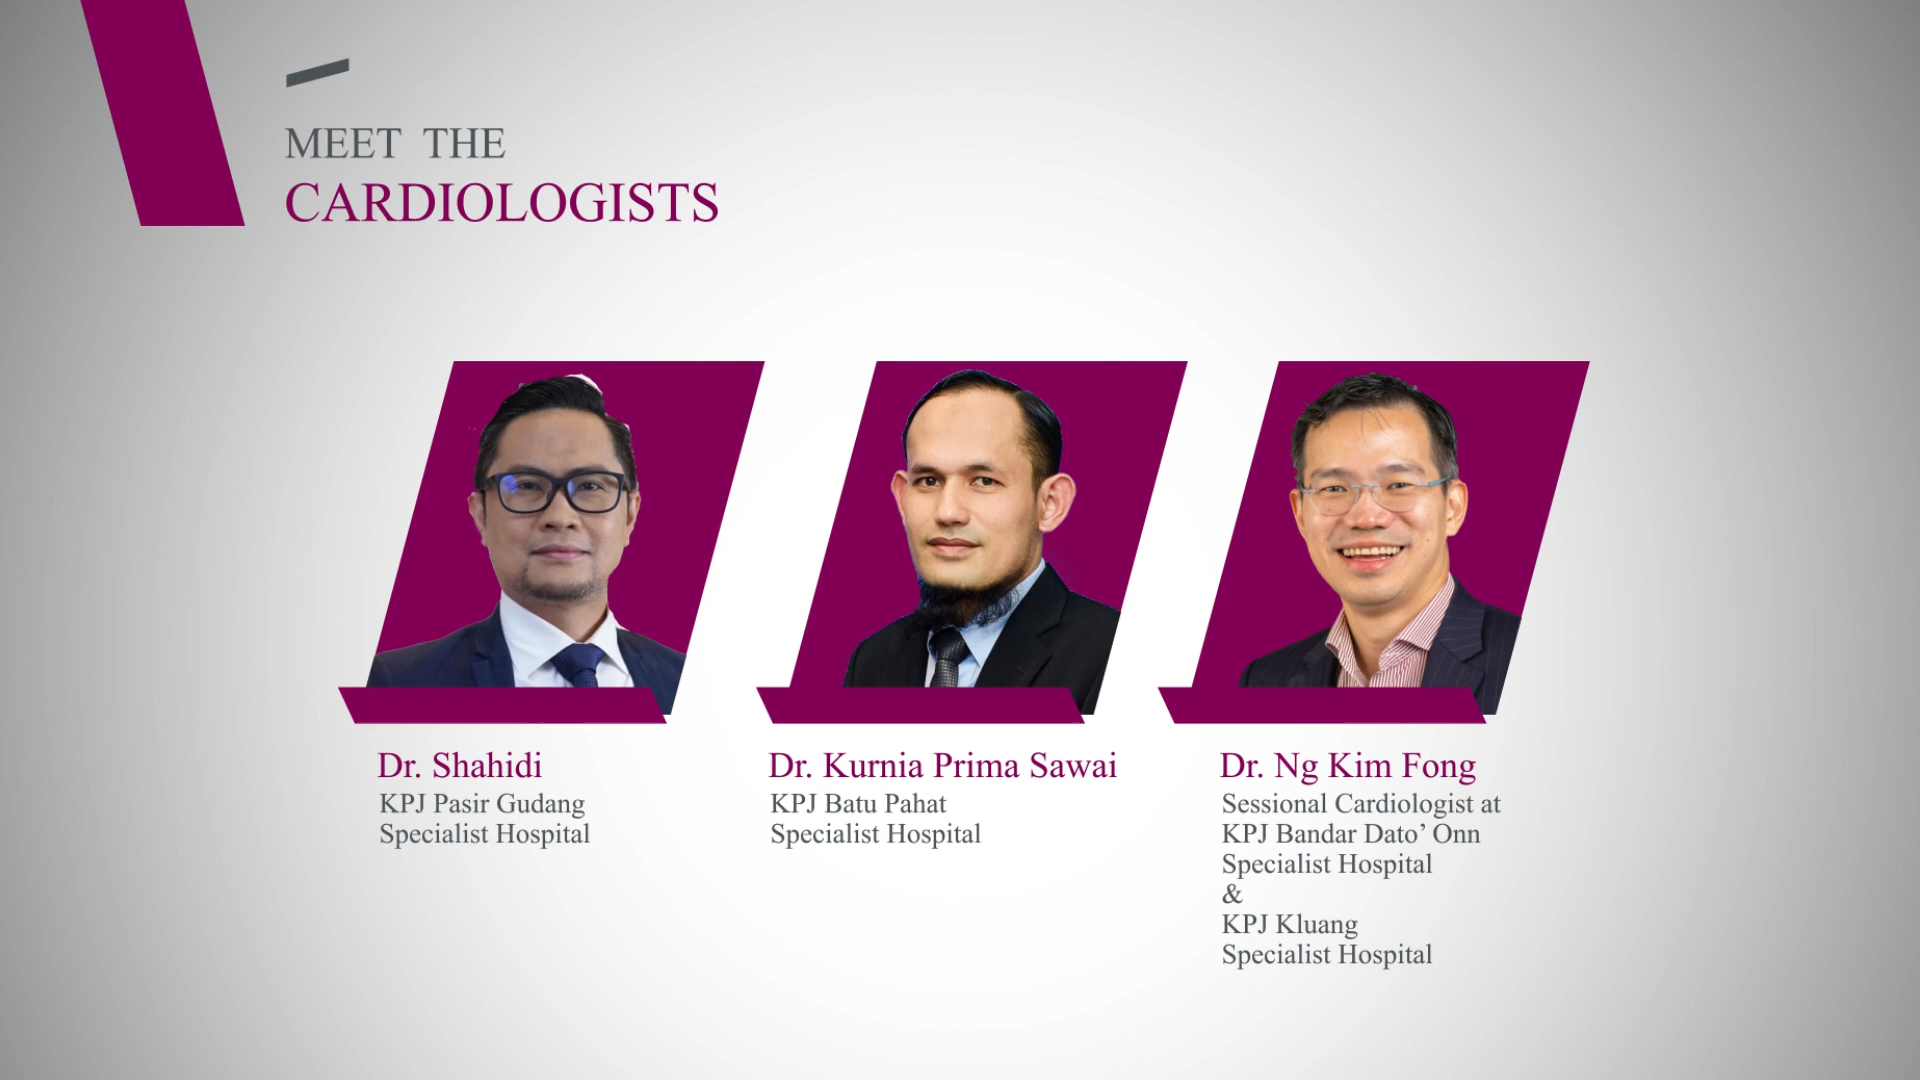 MEET THE
CARDIOLOGISTS
Dr. Shahidi
KPJ Pasir Gudang
Specialist Hospital
Dr. Kurnia Prima Sawai
KPJ Batu Pahat
Specialist Hospital
Dr. Ng Kim Fong
Sessional Cardiologist at
KPJ Bandar Dato’ Onn
Specialist Hospital
&
KPJ Kluang
Specialist Hospital